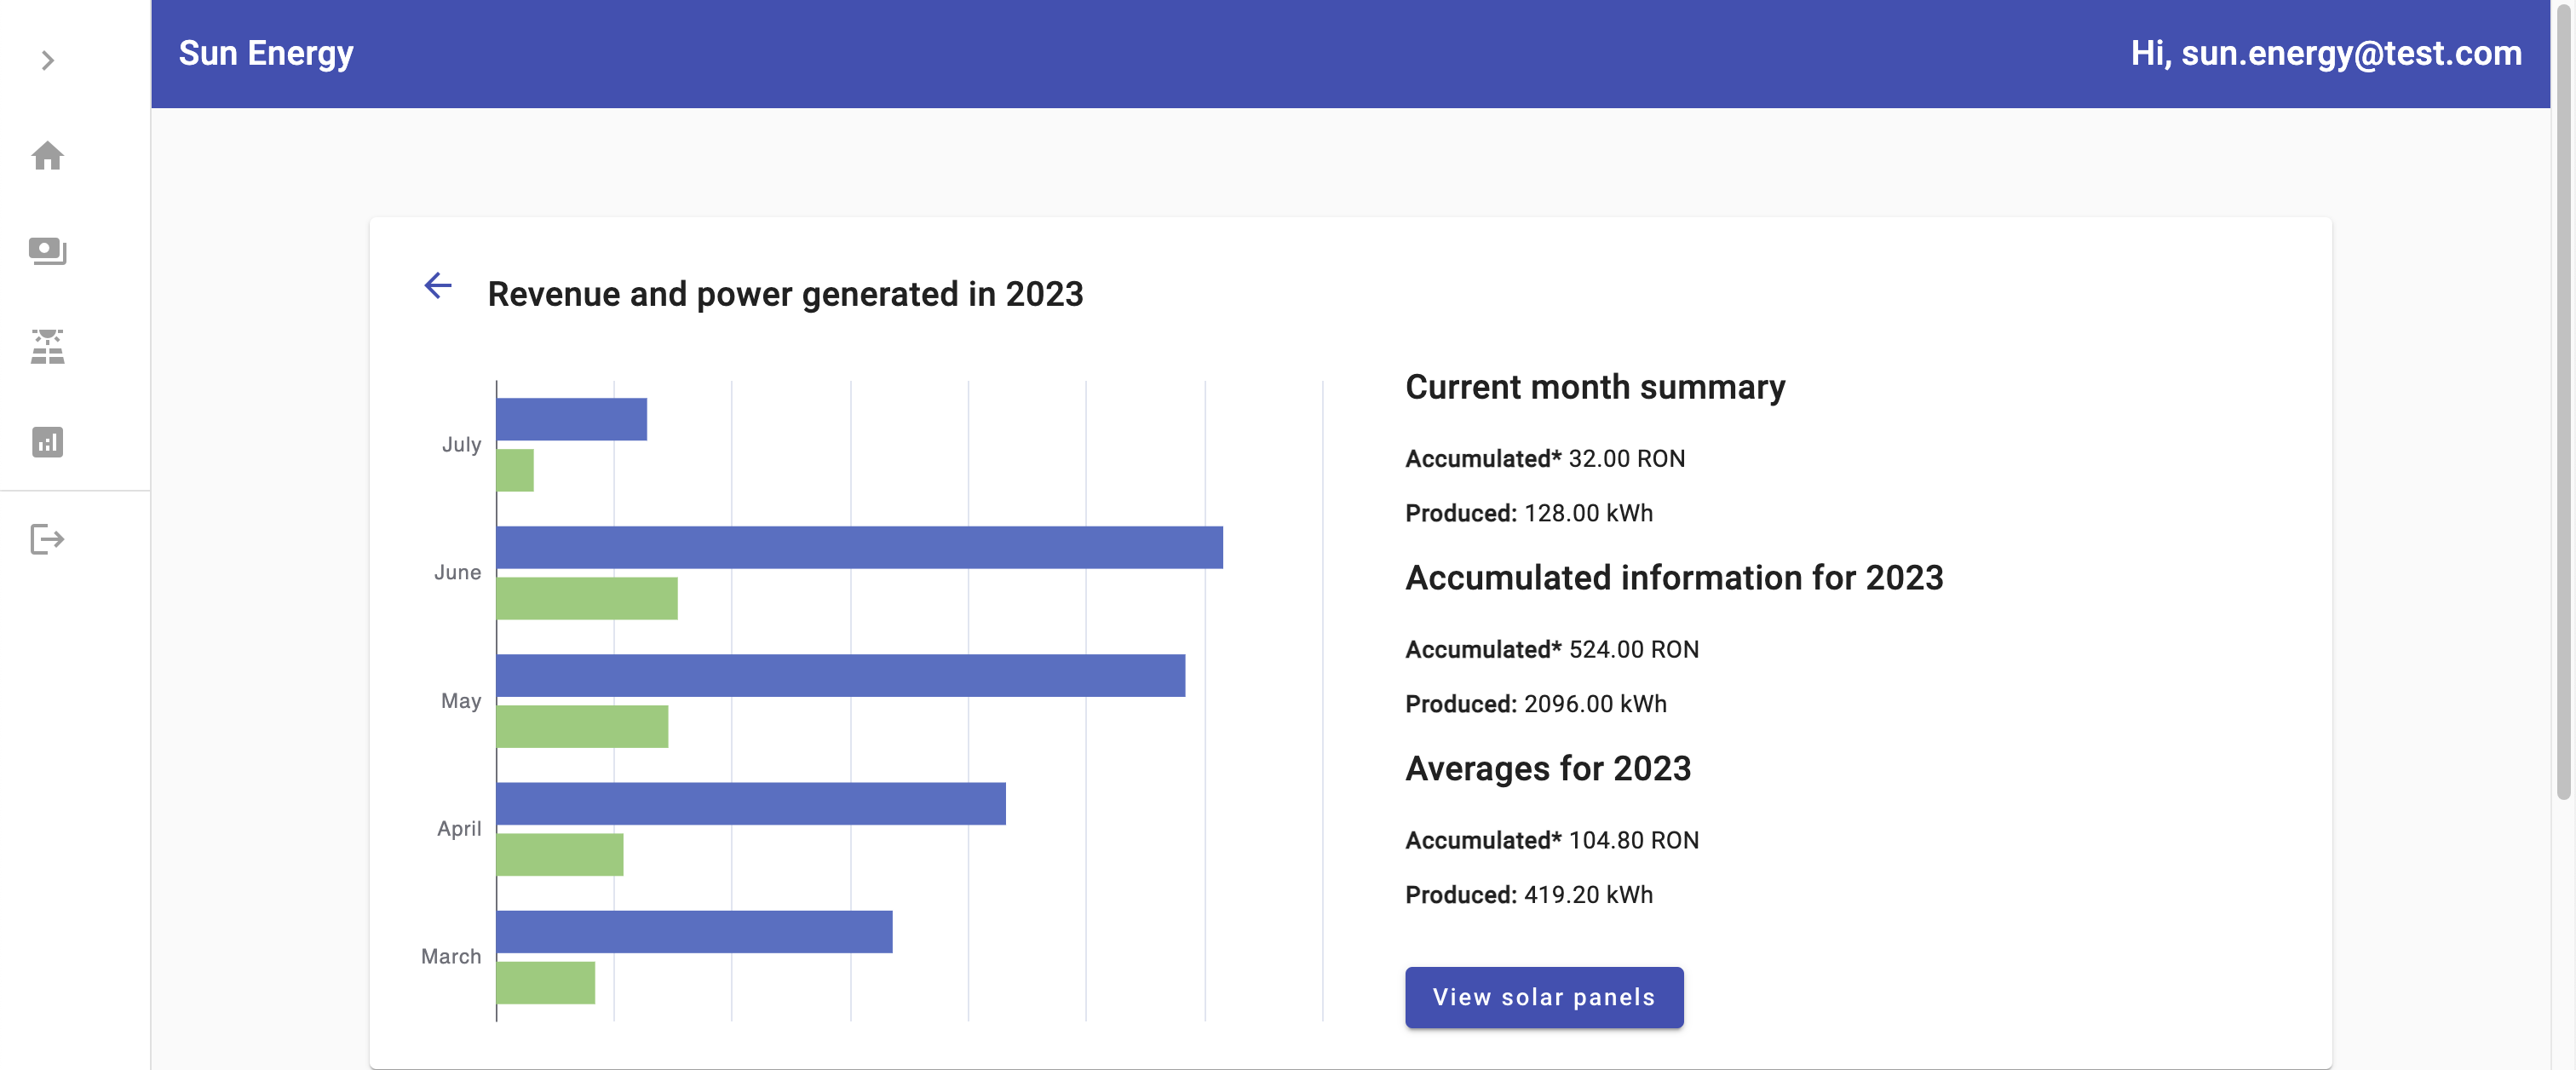 Sun Energy
Hi, sun.energy@test.com
Revenue and power generated in 2023
July
June
May
April
March
Current month summary
Accumulated* 32.00 RON
Produced: 128.00 kWh
Accumulated information for 2023
Accumulated* 524.00 RON
Produced: 2096.00 kWh
Averages for 2023
Accumulated* 104.80 RON
Produced: 419.20 kWh
View solar panels